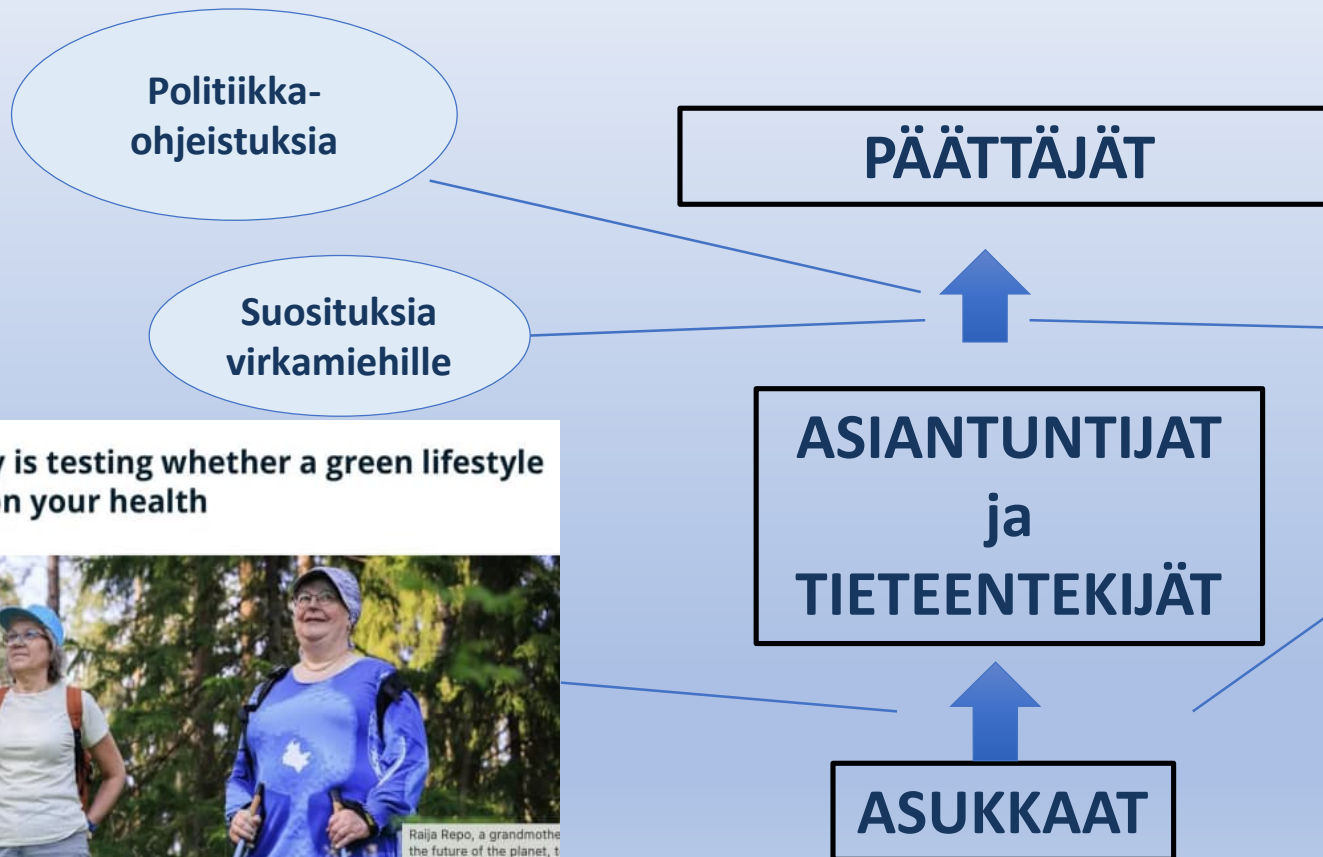 Politiikka-
ohjeistuksia
PÄÄTTÄJÄT
Suosituksia
virkamiehille
ASIANTUNTIJAT
ja
TIETEENTEKIJÄT
is testing whether a green lifestyle
on your health
Raija Repo, a grandmothe
the future of the planet, t
ASUKKAAT